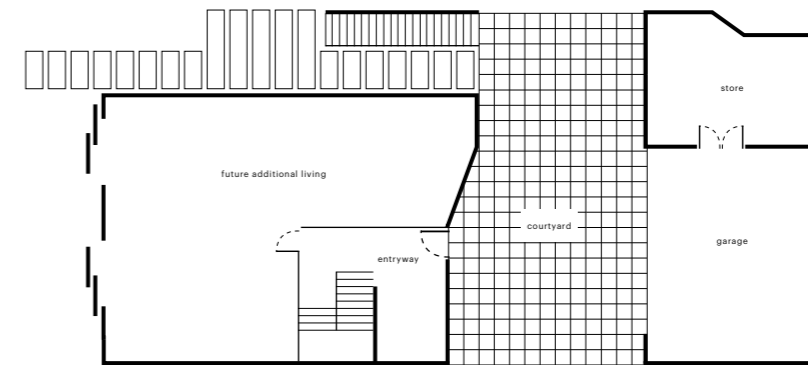 store
future additional living
courtyard
garage
entryway